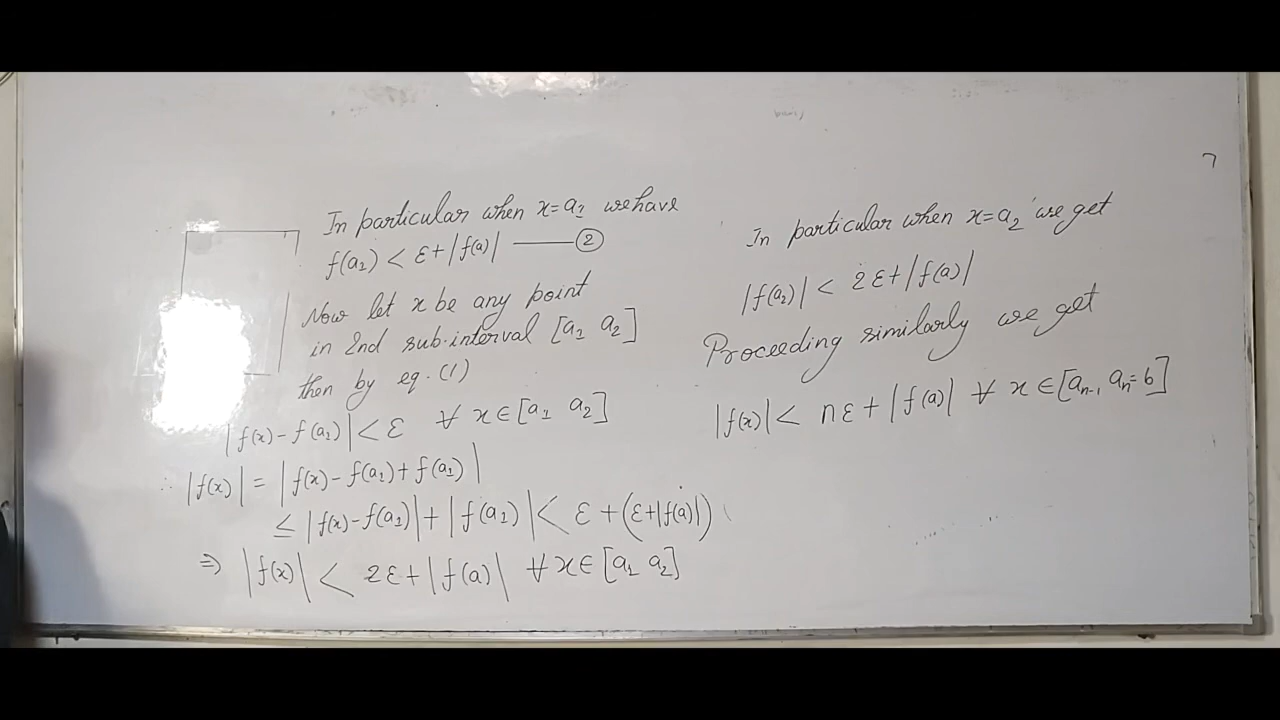 In particular when x=a₁ we have
f(a₁) < ε+|f(a)| —— ②
Now let x be any point
in 2nd sub-interval [a₁ a₂]
then by eq. (1)
|f(x)-f(a₁)|<ε ∀ x∈[a₁ a₂]
∴ |f(x)| = |f(x)-f(a₁)+f(a₁)|
≤ |f(x)-f(a₁)|+|f(a₁)|< ε+(ε+|f(a)|)
⇒ |f(x)| < 2ε+|f(a)| ∀ x∈[a₁ a₂]
In particular when x=a₂ we get
|f(a₂)| < 2ε+|f(a)|
Proceeding similarly we get
|f(x)|< nε+|f(a)| ∀ x∈[aₙ₋₁ aₙ=b]